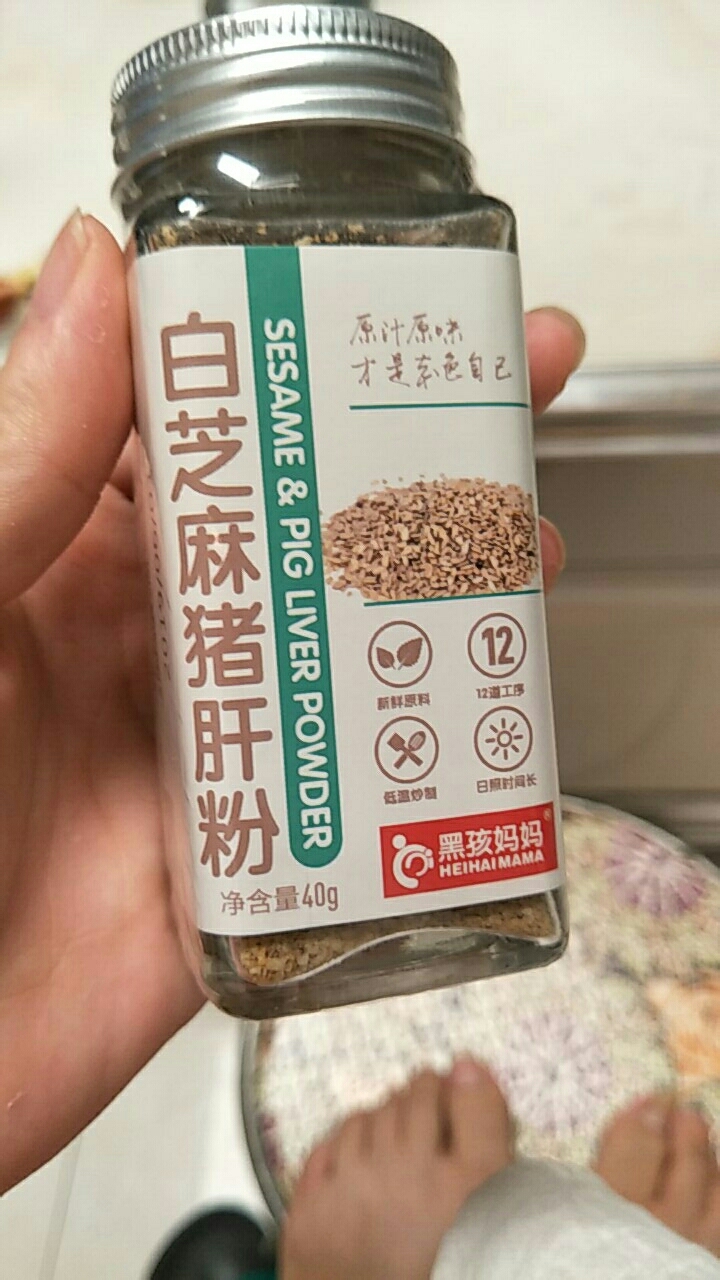 白芝麻猪肝粉
SESAME & PIG LIVER POWDER
原汁原味
才是本色自己
新鲜原料
12
12道工序
低温炒制
日照时间长
黑孩妈妈®
HEIHAIMAMA
净含量40g